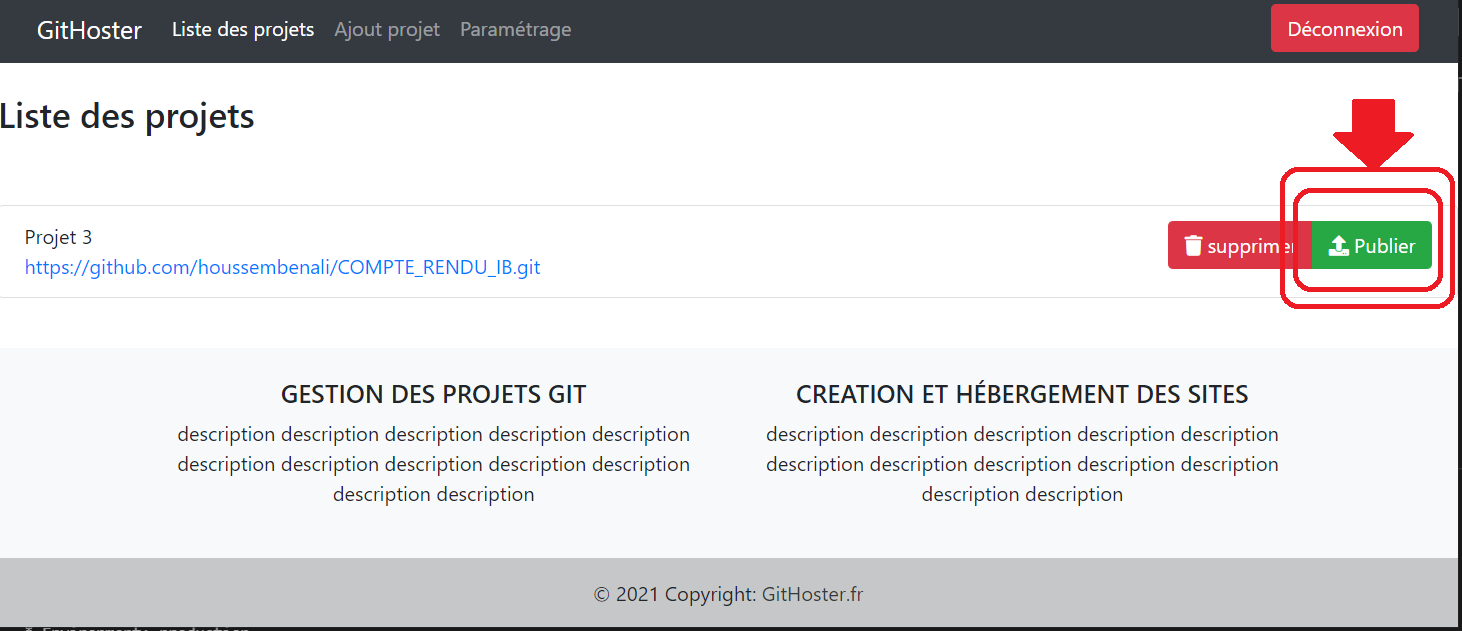 GitHoster Liste des projets Ajout projet Paramétrage Déconnexion
Liste des projets
Projet 3
https://github.com/houssembenali/COMPTE_RENDU_IB.git
supprimer Publier
GESTION DES PROJETS GIT
description description description description description
description description description description description
description description
CREATION ET HÉBERGEMENT DES SITES
description description description description description
description description description description description
description description
© 2021 Copyright: GitHoster.fr